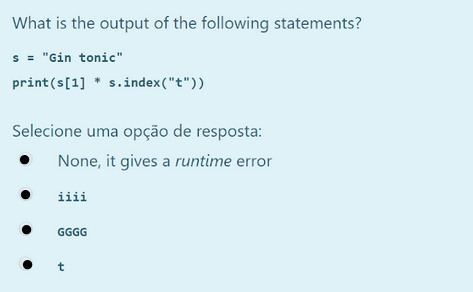 What is the output of the following statements?
s = "Gin tonic"
print(s[1] * s.index("t"))
Selecione uma opção de resposta:
None, it gives a runtime error
iiii
GGGG
t